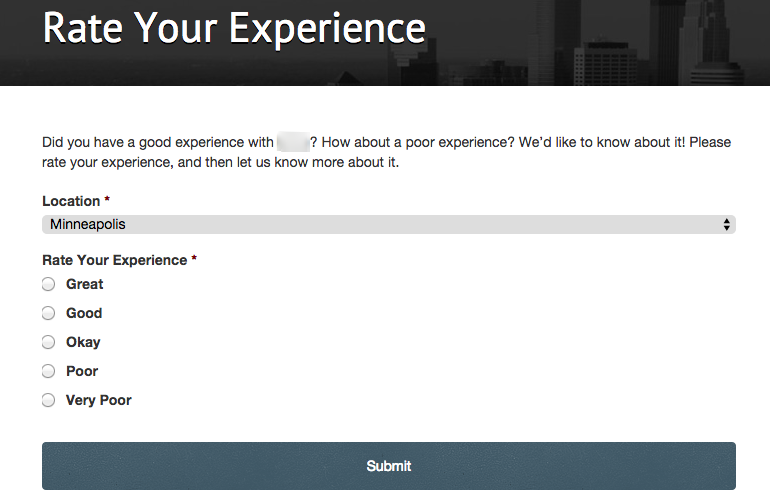 Rate Your Experience
Did you have a good experience with ? How about a poor experience? We'd like to know about it! Please
rate your experience, and then let us know more about it.
Location *
Minneapolis
Rate Your Experience *
Great
Good
Okay
Poor
Very Poor
Submit